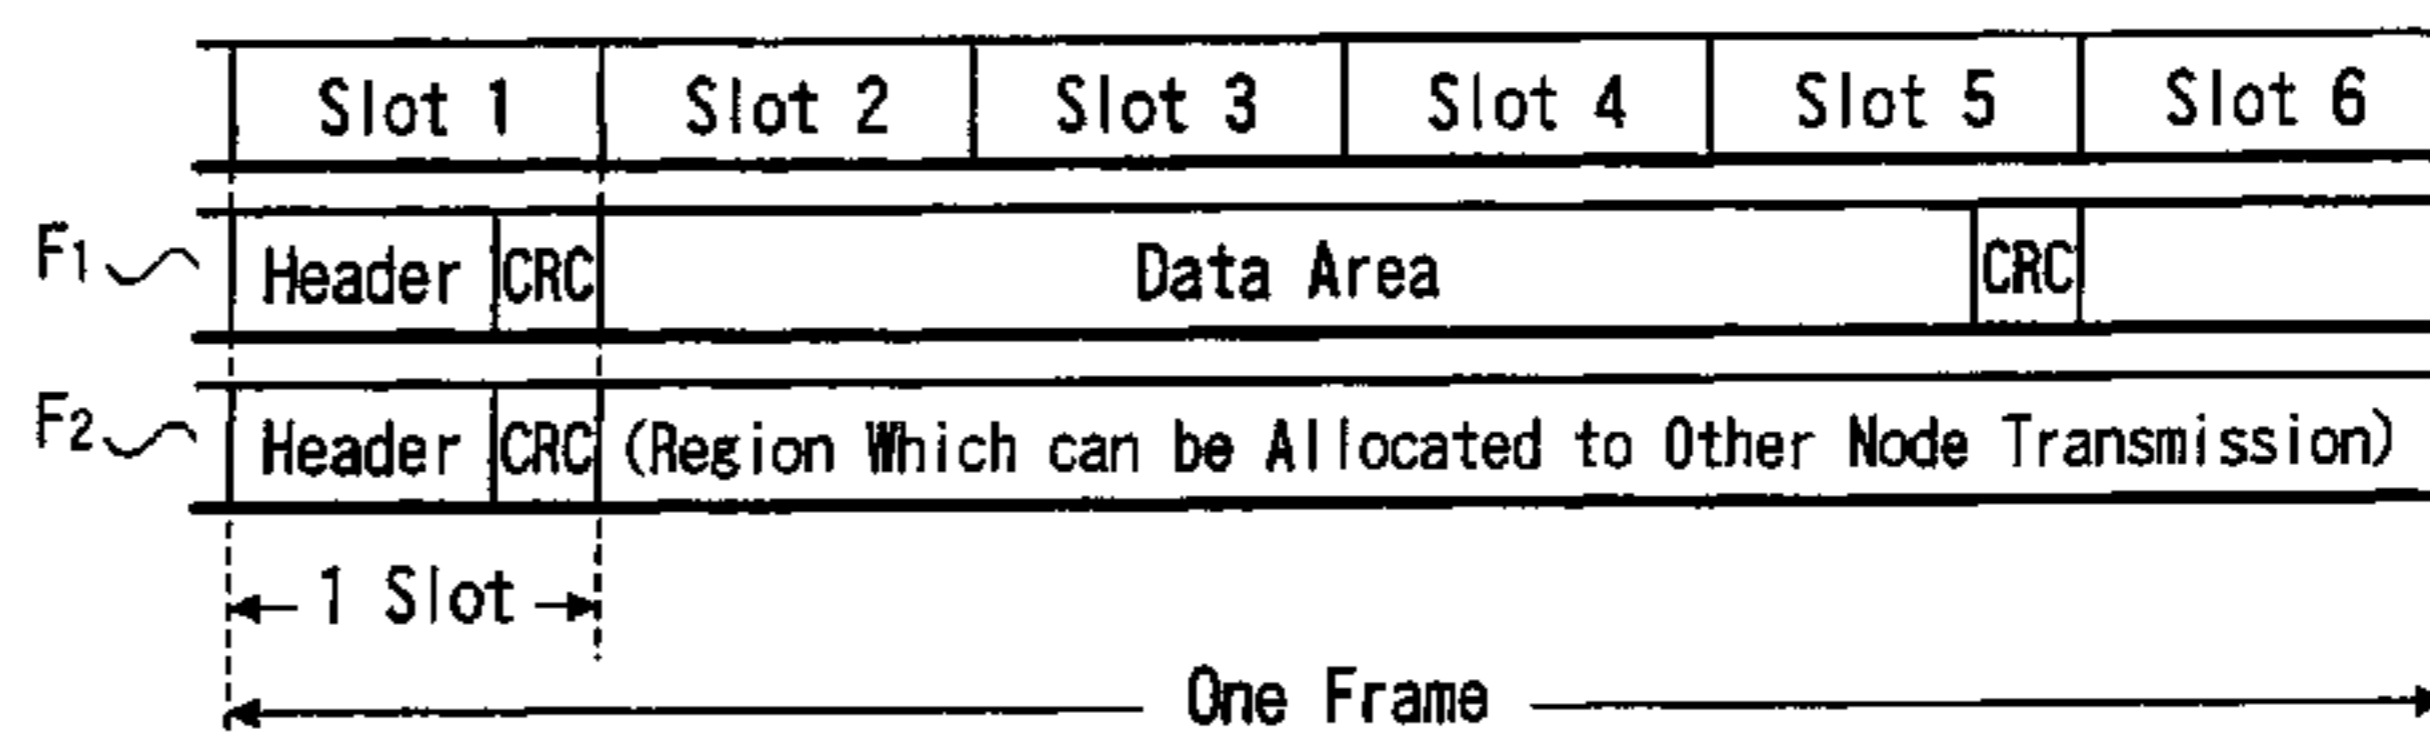 Slot 1 Slot 2 Slot 3 Slot 4 Slot 5 Slot 6
F1 Header CRC Data Area CRC
F2 Header CRC (Region Which can be Allocated to Other Node Transmission)
1 Slot
One Frame